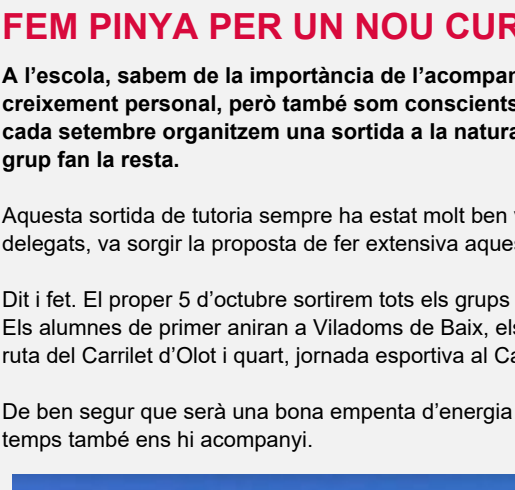 FEM PINYA PER UN NOU CUR
A l’escola, sabem de la importància de l’acompar
creixement personal, però també som conscients
cada setembre organitzem una sortida a la natura
grup fan la resta.
Aquesta sortida de tutoria sempre ha estat molt ben
delegats, va sorgir la proposta de fer extensiva aques
Dit i fet. El proper 5 d’octubre sortirem tots els grups
Els alumnes de primer aniran a Viladoms de Baix, els
ruta del Carrilet d’Olot i quart, jornada esportiva al Ca
De ben segur que serà una bona empenta d’energia
temps també ens hi acompanyi.